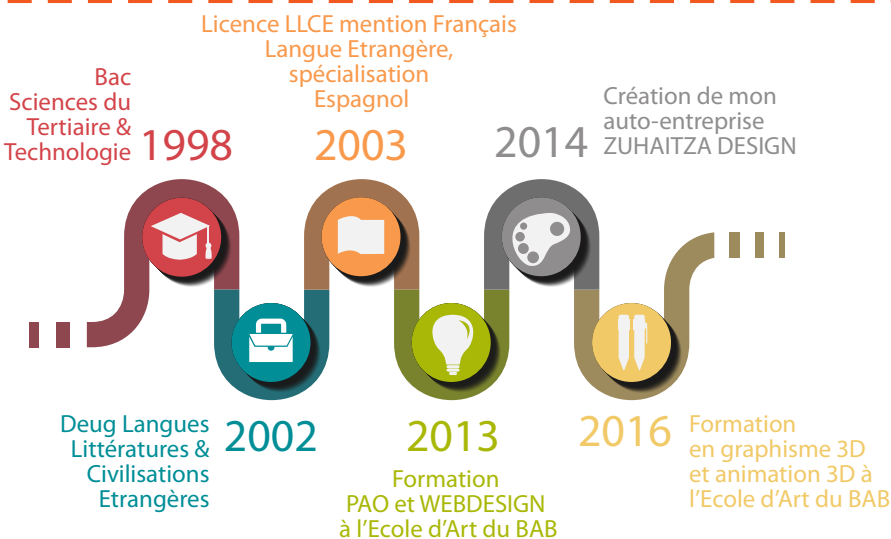 Bac
Sciences du
Tertiaire &
Technologie
1998
Licence LLCE mention Français
Langue Etrangère,
spécialisation
Espagnol
2003
2014
Création de mon
auto-entreprise
ZUHAITZA DESIGN
Deug Langues
Littératures &
Civilisations
Etrangères
2002
2013
Formation
PAO et WEBDESIGN
à l'Ecole d'Art du BAB
2016
Formation
en graphisme 3D
et animation 3D à
l'Ecole d'Art du BAB